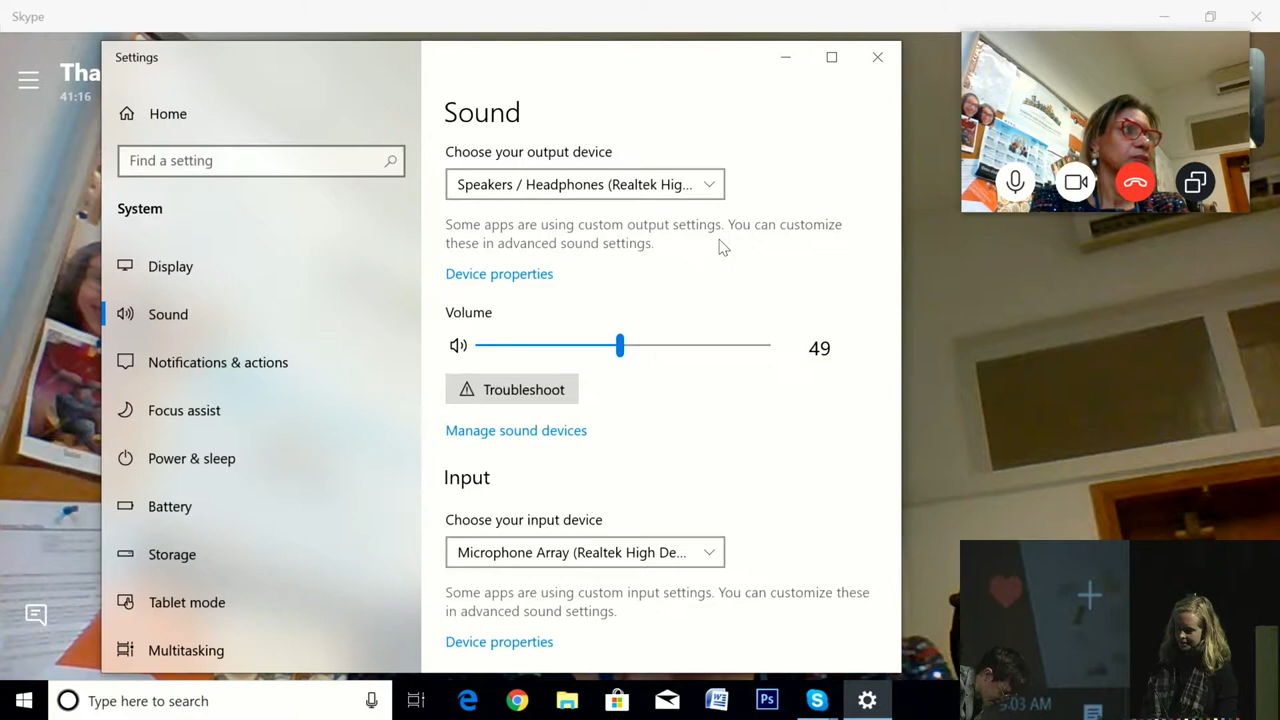 Skype
Tha
41:16
Settings
Home
Find a setting
System
Display
Sound
Notifications & actions
Focus assist
Power & sleep
Battery
Storage
Tablet mode
Multitasking
Sound
Choose your output device
Speakers / Headphones (Realtek Hig...
Some apps are using custom output settings. You can customize
these in advanced sound settings.
Device properties
Volume
49
Troubleshoot
Manage sound devices
Input
Choose your input device
Microphone Array (Realtek High De...
Some apps are using custom input settings. You can customize these
in advanced sound settings.
Device properties
Type here to search
W
Ps
S
:03 AM